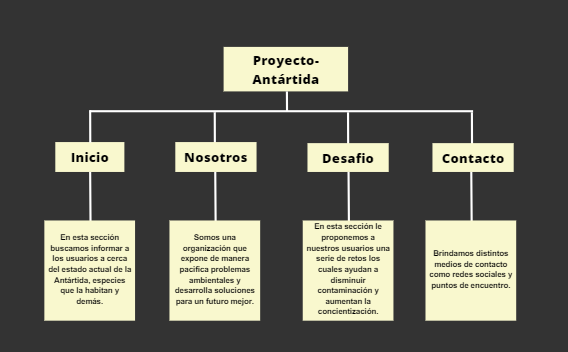 Proyecto-
Antártida
Inicio
Nosotros
Desafio
Contacto
En esta sección
buscamos informar a
los usuarios a cerca
del estado actual de la
Antártida, especies
que la habitan y
demás.
Somos una
organización que
expone de manera
pacifica problemas
ambientales y
desarrolla soluciones
para un futuro mejor.
En esta sección le
proponemos a
nuestros usuarios una
serie de retos los
cuales ayudan a
disminuir
contaminación y
aumentan la
concientización.
Brindamos distintos
medios de contacto
como redes sociales y
puntos de encuentro.